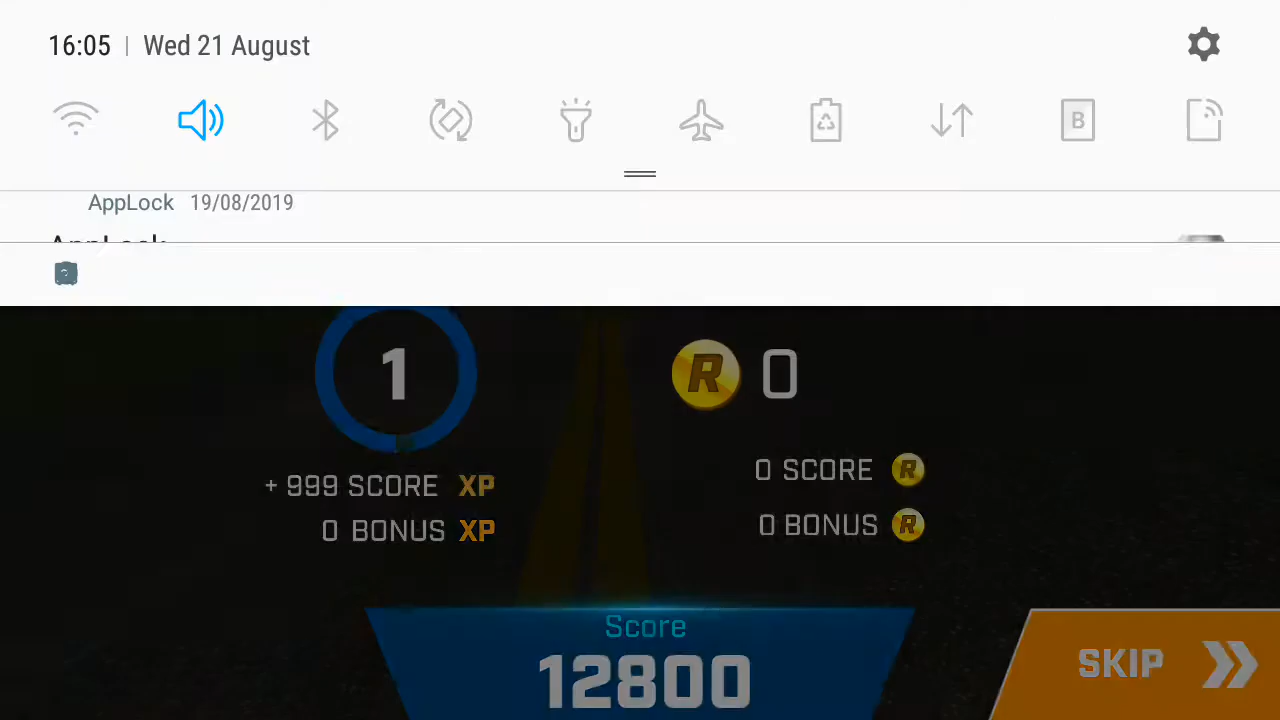 16:05 | Wed 21 August
B
AppLock 19/08/2019
AppLock
1
R 0
+ 999 SCORE XP
0 BONUS XP
0 SCORE R
0 BONUS R
Score
12800
SKIP